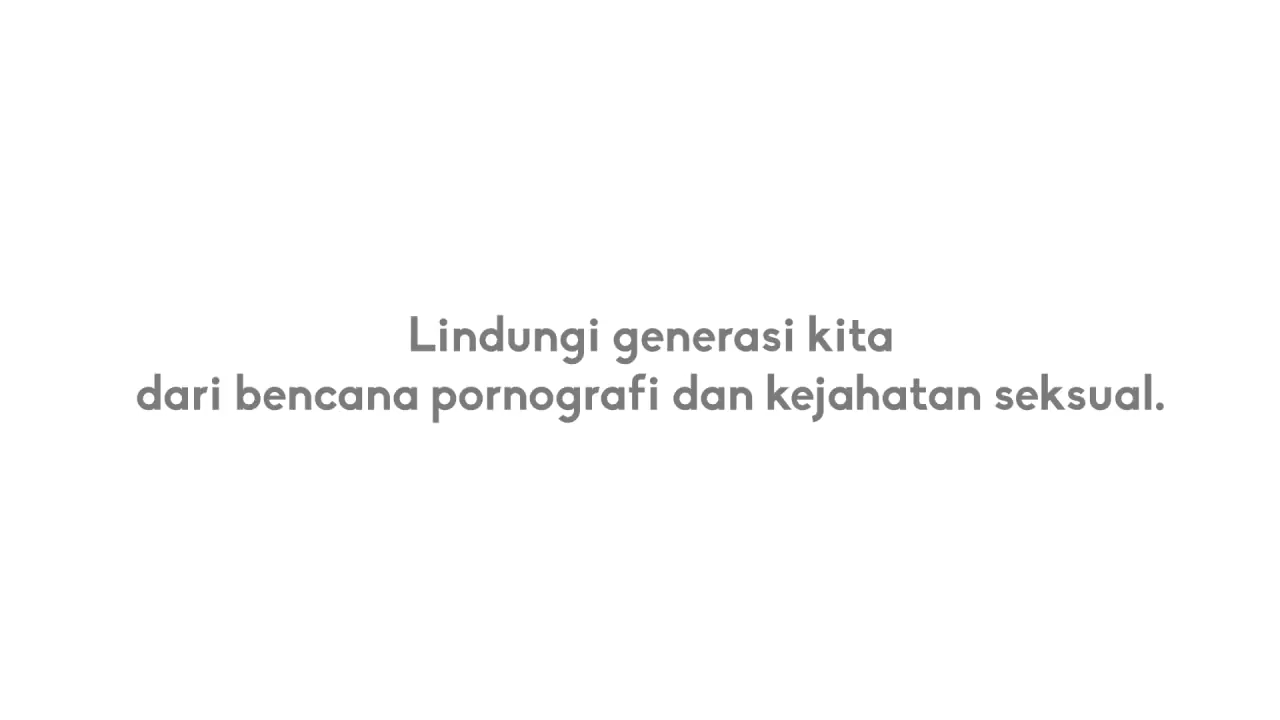 Lindungi generasi kita
dari bencana pornografi dan kejahatan seksual.